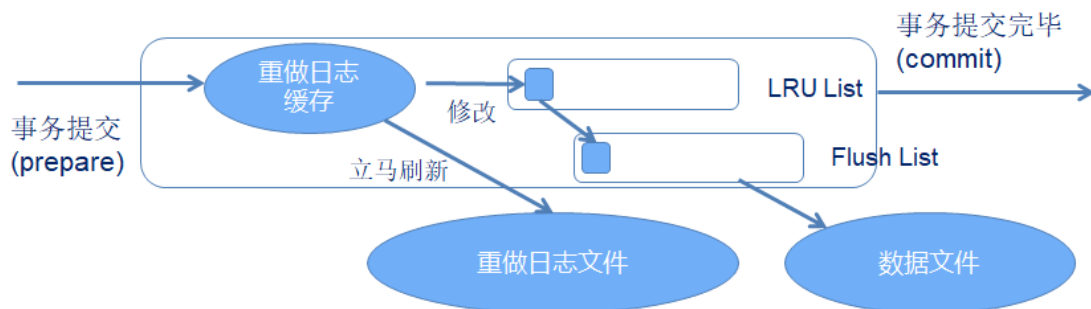 事务提交完毕
(commit)
重做日志
缓存
LRU List
修改
事务提交
(prepare)
立马刷新
Flush List
重做日志文件
数据文件